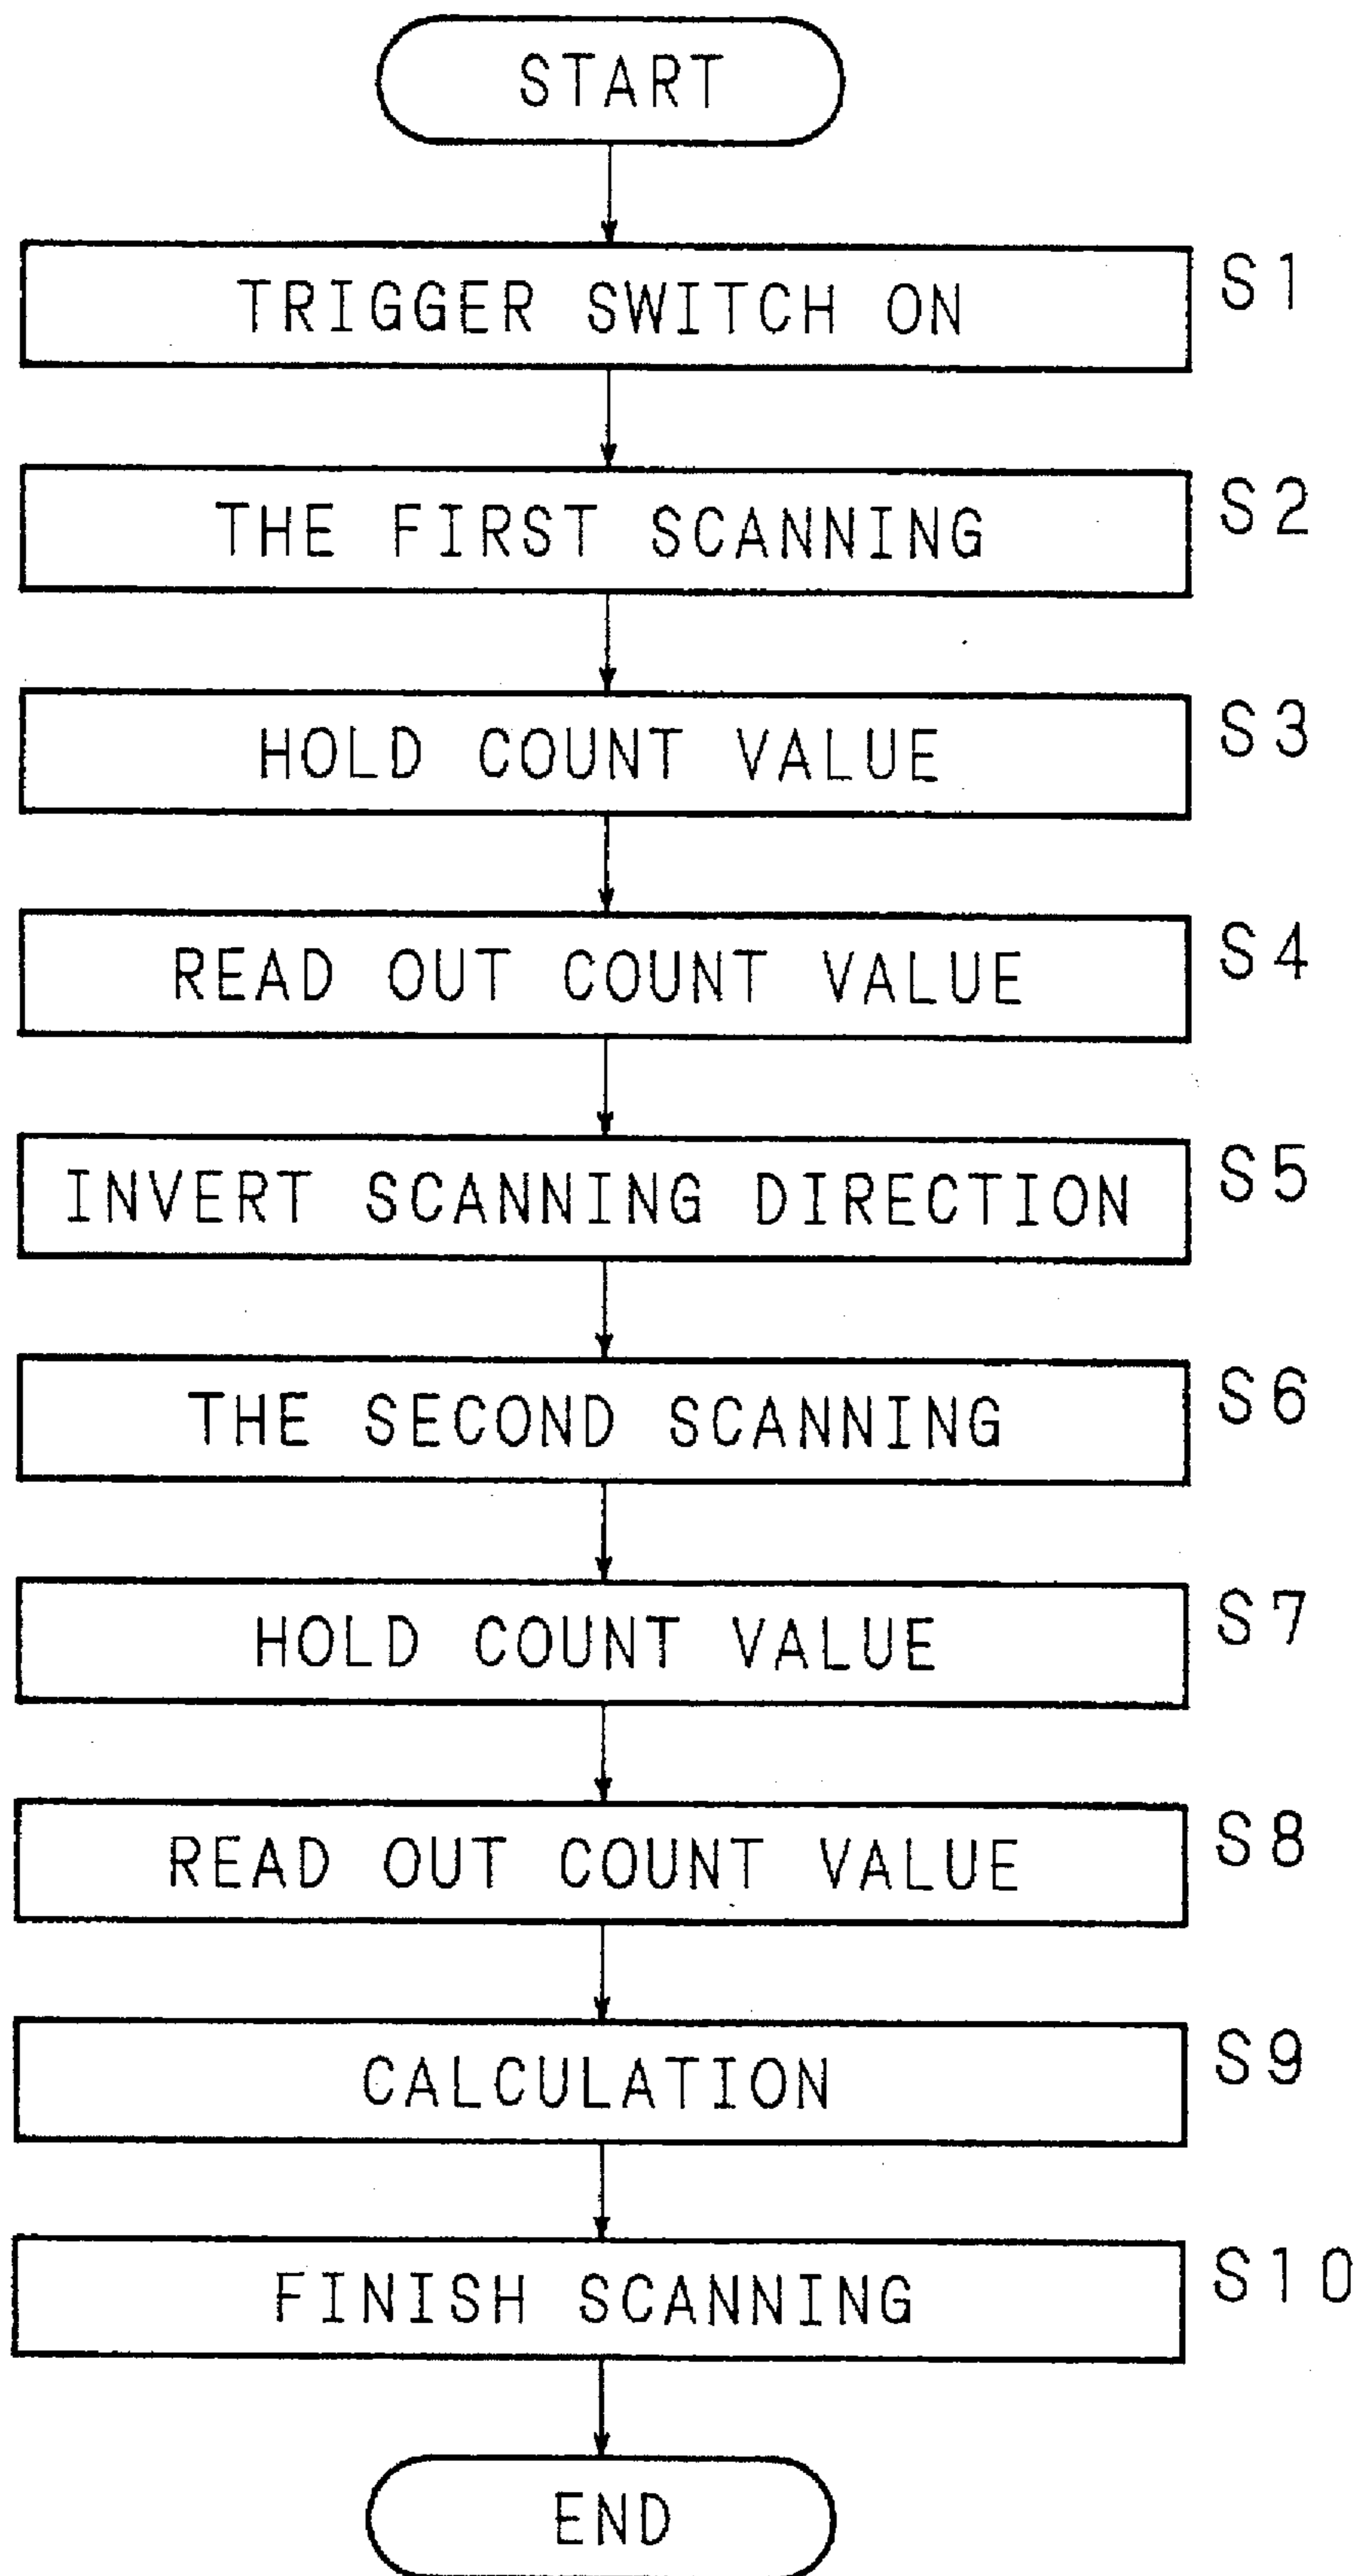 START
TRIGGER SWITCH ON S1
THE FIRST SCANNING S2
HOLD COUNT VALUE S3
READ OUT COUNT VALUE S4
INVERT SCANNING DIRECTION S5
THE SECOND SCANNING S6
HOLD COUNT VALUE S7
READ OUT COUNT VALUE S8
CALCULATION S9
FINISH SCANNING S10
END